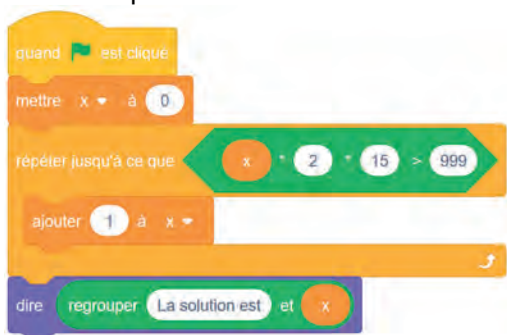 quand est cliqué
mettre x à 0
répéter jusqu'à ce que x * 2 * 15 > 999
ajouter 1 à x
dire regrouper La solution est et x